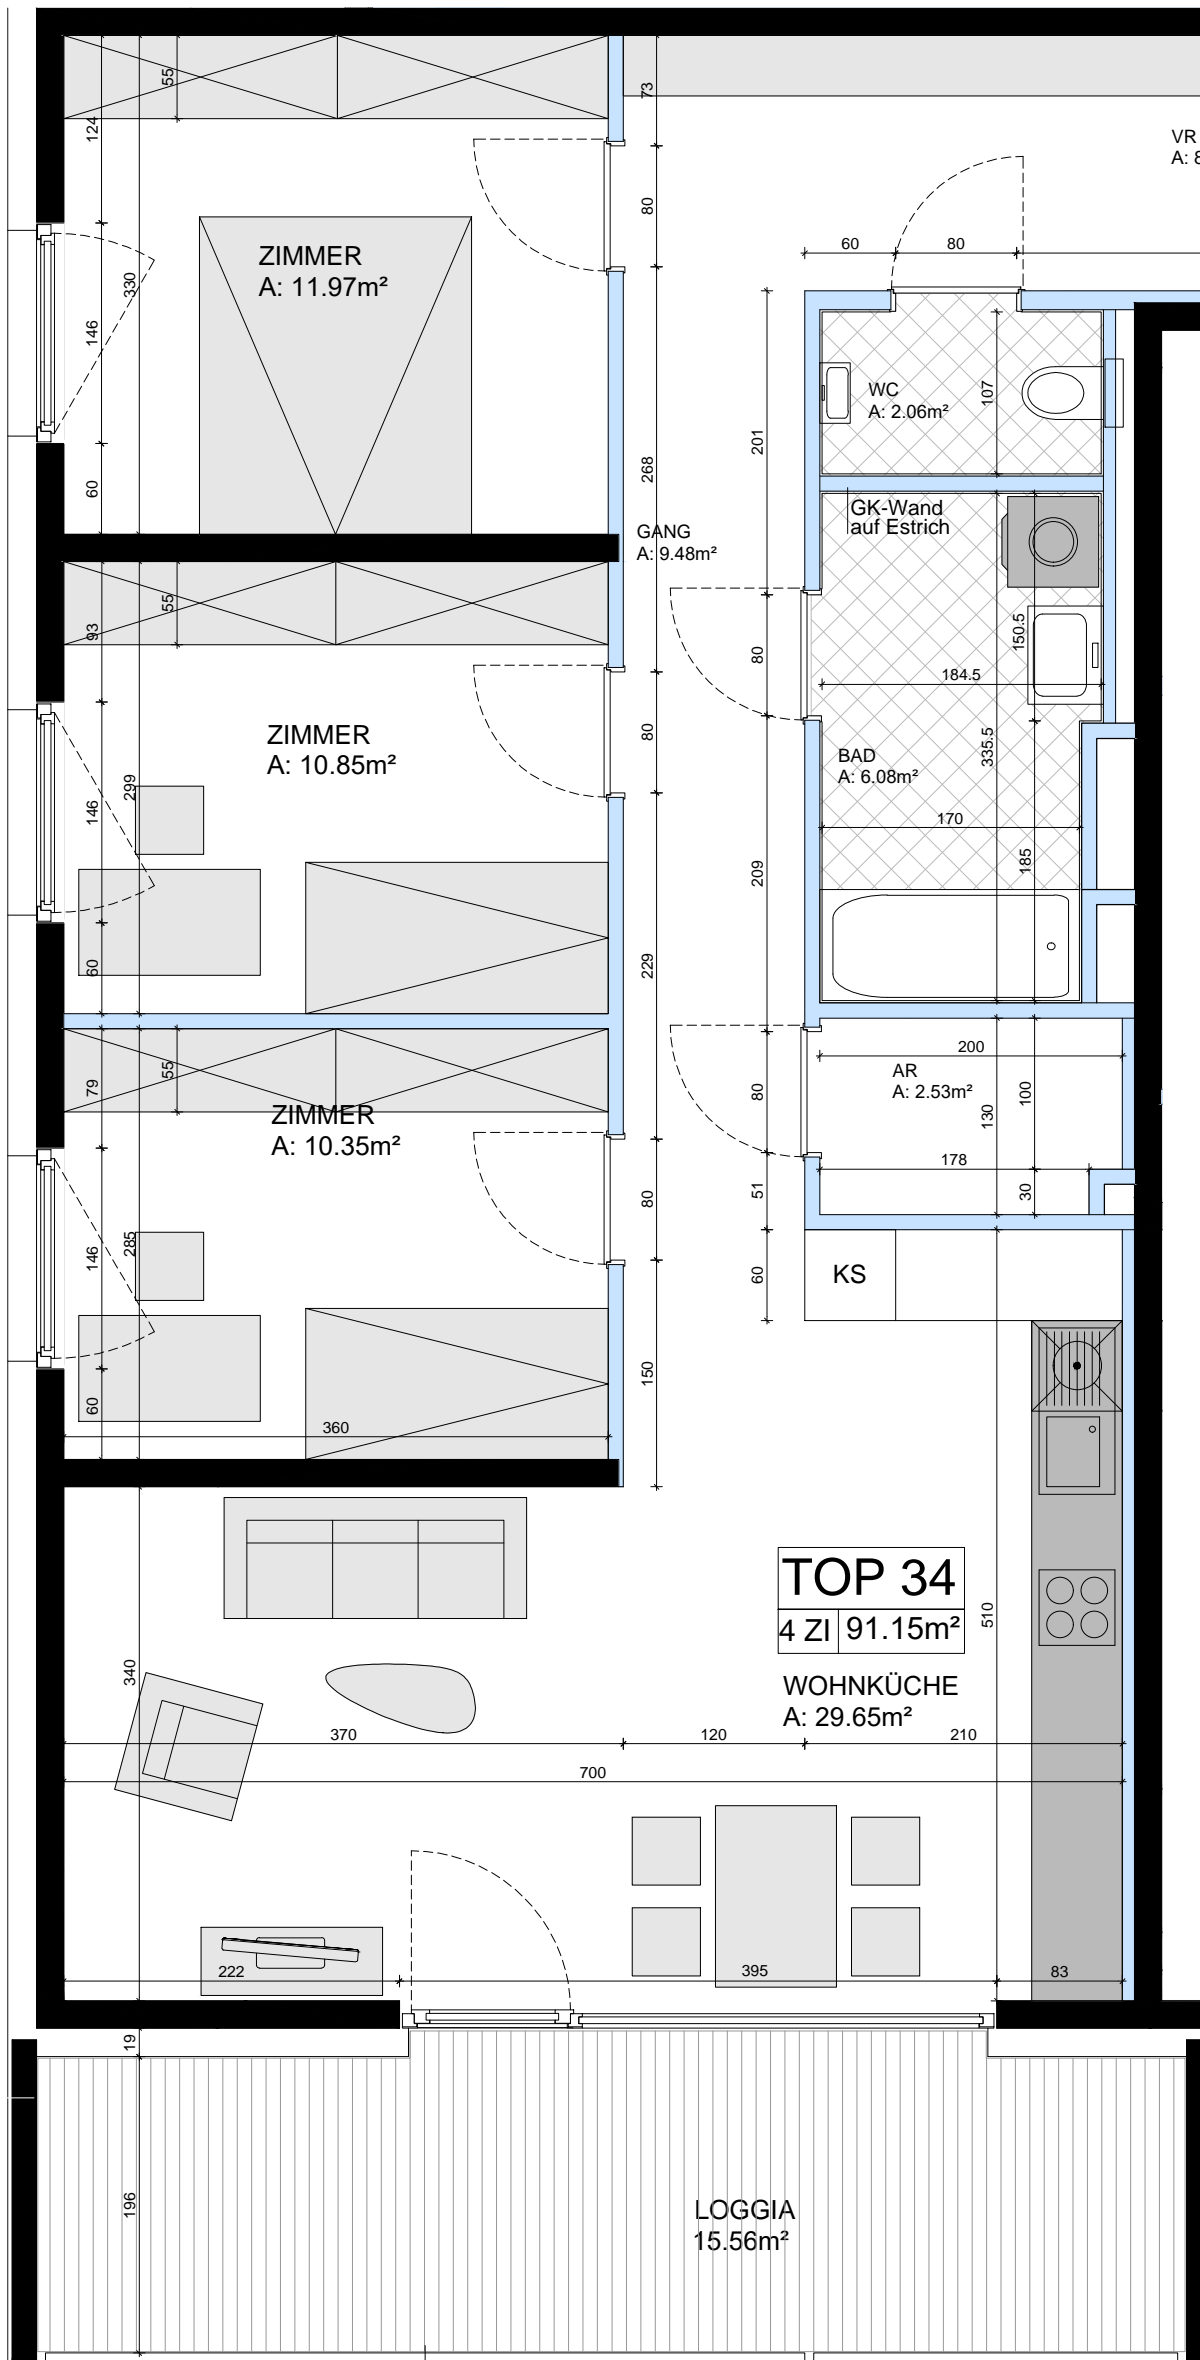 73
55
124
VR
A: 8
80
60
80
ZIMMER
A: 11.97m²
330
146
WC
A: 2.06m²
107
201
268
60
GK-Wand
auf Estrich
GANG
A: 9.48m²
55
93
150.5
80
184.5
ZIMMER
A: 10.85m²
80
335.5
BAD
A: 6.08m²
299
146
170
185
209
229
60
200
AR
A: 2.53m²
55
79
80
100
130
ZIMMER
A: 10.35m²
178
80
51
30
146
285
60
KS
150
60
360
TOP 34
4 ZI 91.15m²
510
340
WOHNKÜCHE
A: 29.65m²
370
120
210
700
222
395
83
19
196
LOGGIA
15.56m²